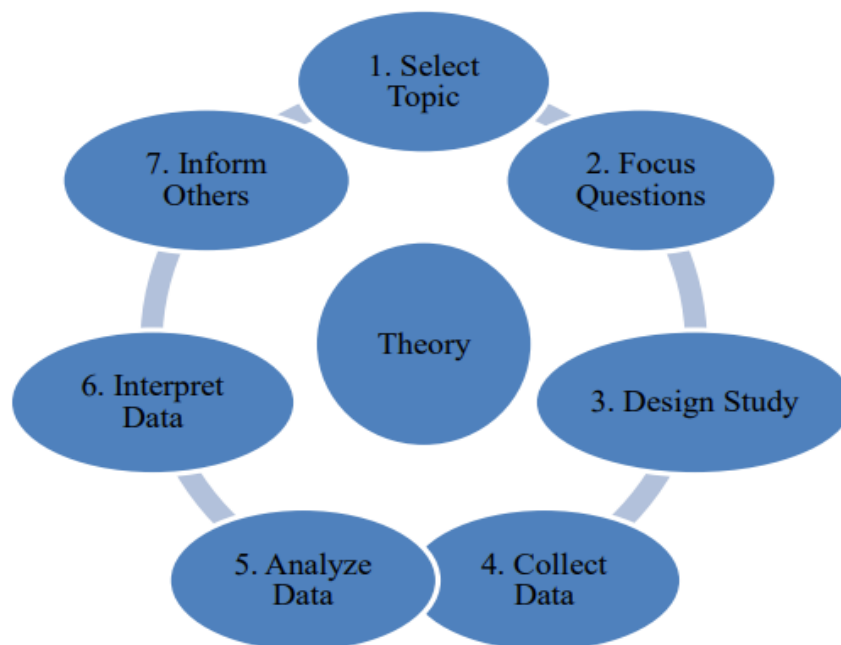 1. Select
Topic
2. Focus
Questions
3. Design Study
4. Collect
Data
5. Analyze
Data
6. Interpret
Data
7. Inform
Others
Theory